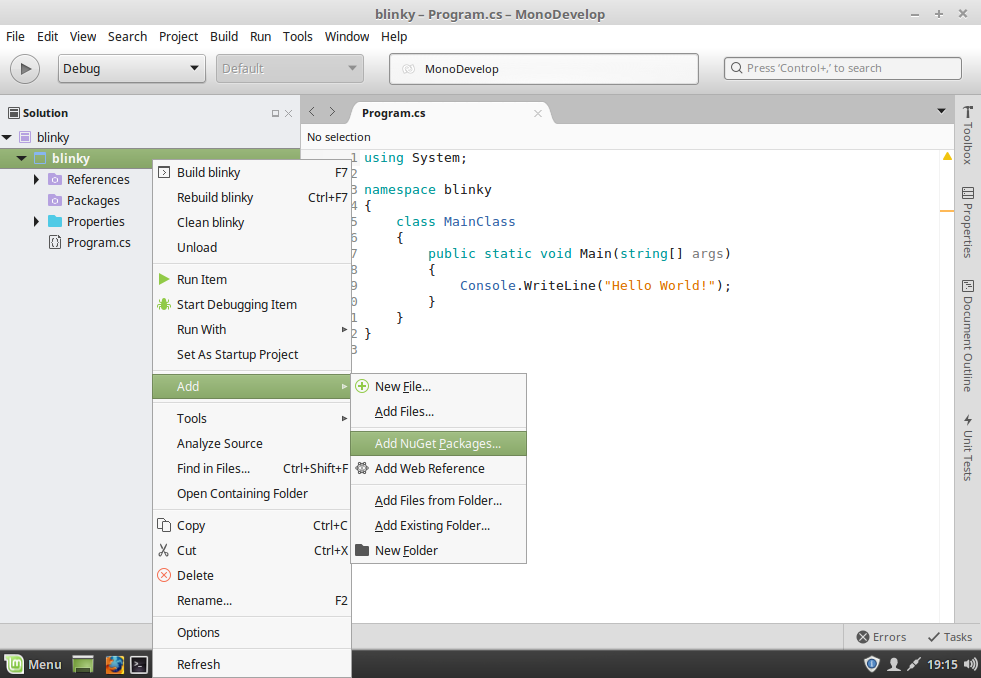 blinky – Program.cs – MonoDevelop
File Edit View Search Project Build Run Tools Window Help
Debug
Default
MonoDevelop
Press ‘Control+,’ to search
Solution
blinky
blinky
References
Packages
Properties
Program.cs
Program.cs
No selection
1 using System;
2
3 namespace blinky
4 {
5 class MainClass
6 {
7 public static void Main(string[] args)
8 {
9 Console.WriteLine("Hello World!");
0 }
1 }
2 }
3
Build blinky F7
Rebuild blinky Ctrl+F7
Clean blinky
Unload
Run Item
Start Debugging Item
Run With
Set As Startup Project
Add
Tools
Analyze Source
Find in Files... Ctrl+Shift+F
Open Containing Folder
Copy Ctrl+C
Cut Ctrl+X
Delete
Rename... F2
Options
Refresh
New File...
Add Files...
Add NuGet Packages...
Add Web Reference
Add Files from Folder...
Add Existing Folder...
New Folder
Toolbox
Properties
Document Outline
Unit Tests
Errors
Tasks
Menu
19:15